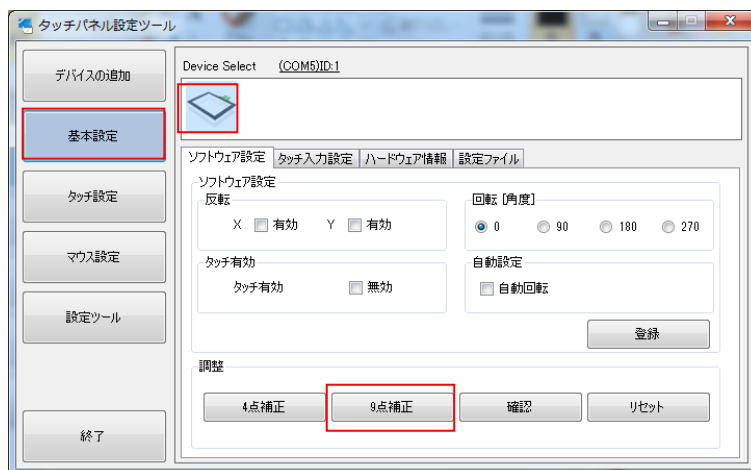 タッチパネル設定ツール
デバイスの追加
基本設定
タッチ設定
マウス設定
設定ツール
終了
Device Select (COM5)ID:1
ソフトウェア設定 タッチ入力設定 ハードウェア情報 設定ファイル
ソフトウェア設定
反転
X 有効 Y 有効
回転 [角度]
0 90 180 270
タッチ有効
タッチ有効 無効
自動設定
自動回転
登録
調整
4点補正 9点補正 確認 リセット